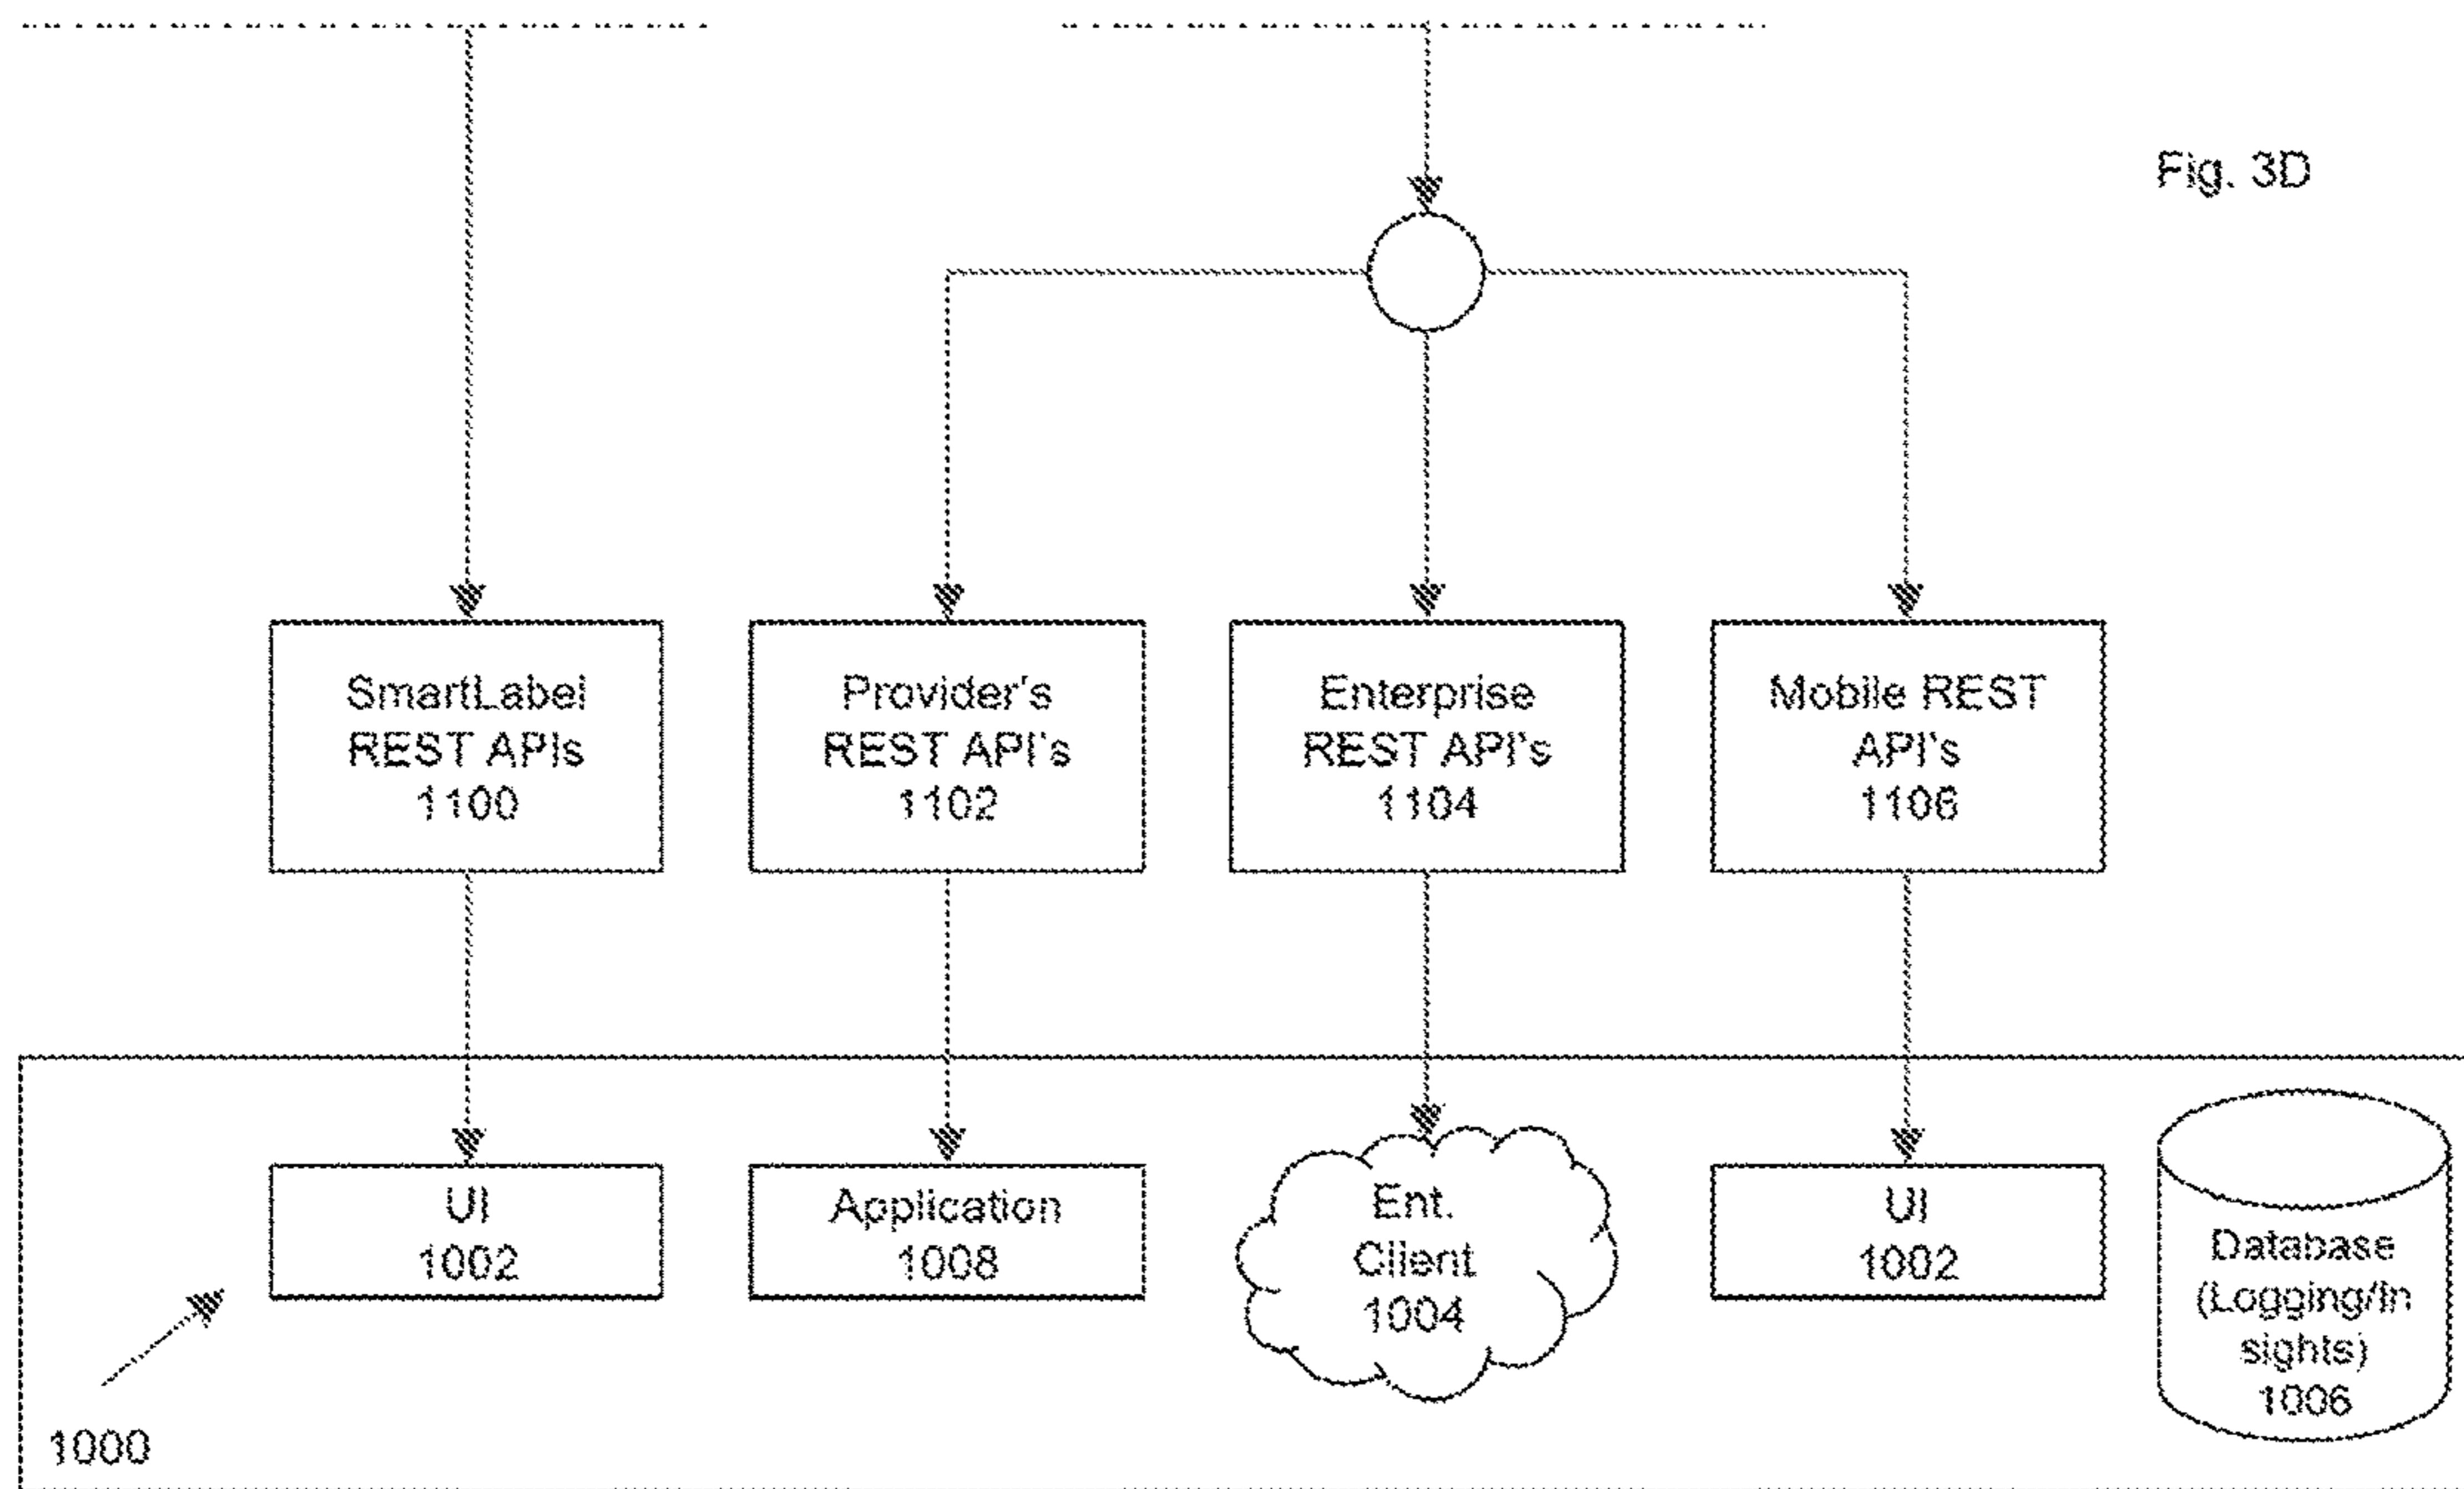 Fig. 3D
SmartLabel
REST APIs
1100
Provider's
REST API's
1102
Enterprise
REST API's
1104
Mobile REST
API's
1106
UI
1002
Application
1008
Ent.
Client
1004
UI
1002
Database
(Logging/In
sights)
1006
1000